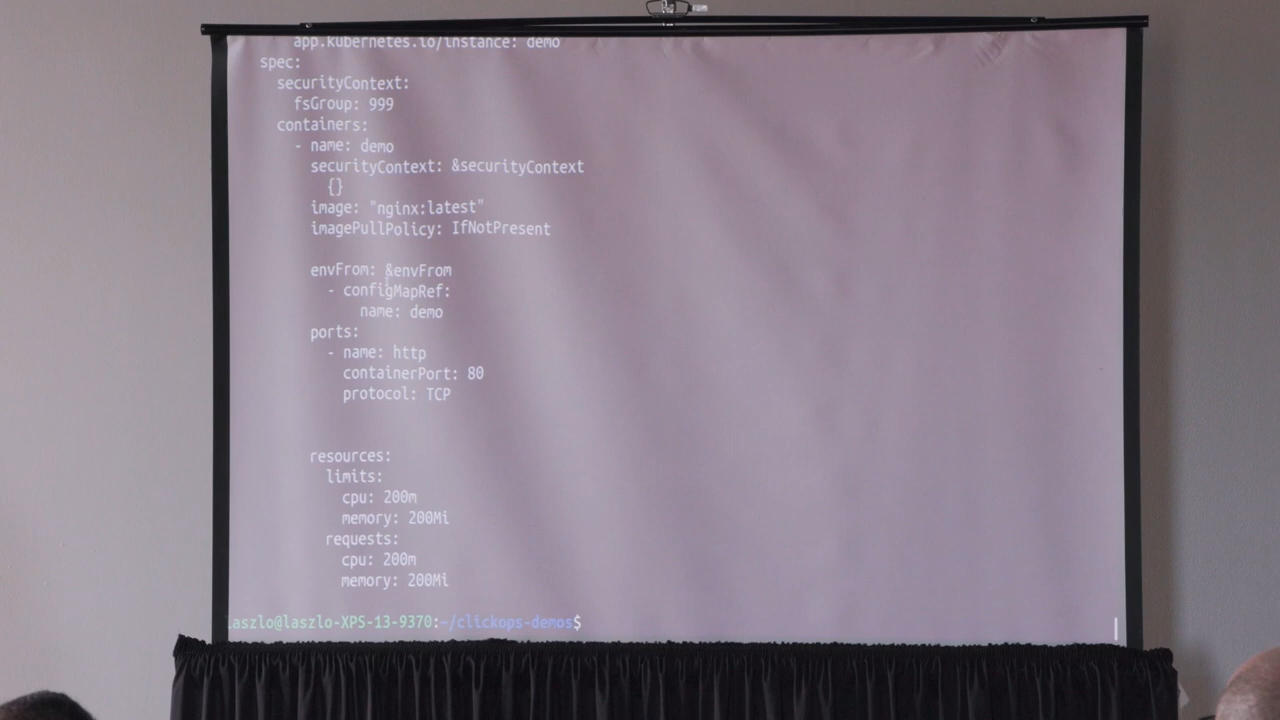 app.kubernetes.io/instance: demo
spec:
securityContext:
fsGroup: 999
containers:
- name: demo
securityContext: &securityContext
{}
image: "nginx:latest"
imagePullPolicy: IfNotPresent
envFrom: &envFrom
- configMapRef:
name: demo
ports:
- name: http
containerPort: 80
protocol: TCP
resources:
limits:
cpu: 200m
memory: 200Mi
requests:
cpu: 200m
memory: 200Mi
laszlo@laszlo-XPS-13-9370:~/clickops-demos$